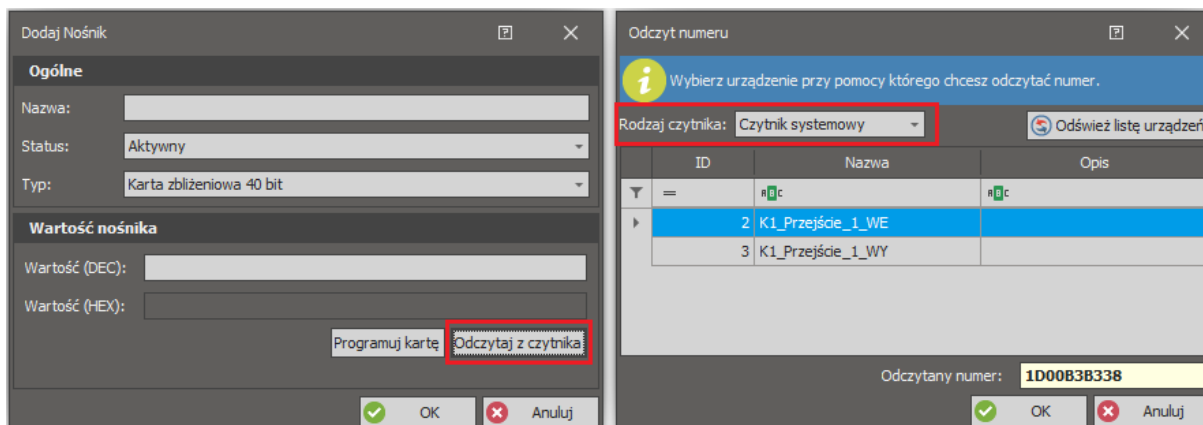 Dodaj Nośnik
Ogólne
Nazwa:
Status: Aktywny
Typ: Karta zbliżeniowa 40 bit
Wartość nośnika
Wartość (DEC):
Wartość (HEX):
Programuj kartę Odczytaj z czytnika
OK Anuluj
Odczyt numeru
Wybierz urządzenie przy pomocy którego chcesz odczytać numer.
Rodzaj czytnika: Czytnik systemowy Odśwież listę urządzeń
ID Nazwa Opis
= ABC ABC
2 K1_Przejście_1_WE
3 K1_Przejście_1_WY
Odczytany numer: 1D00B3B338
OK Anuluj